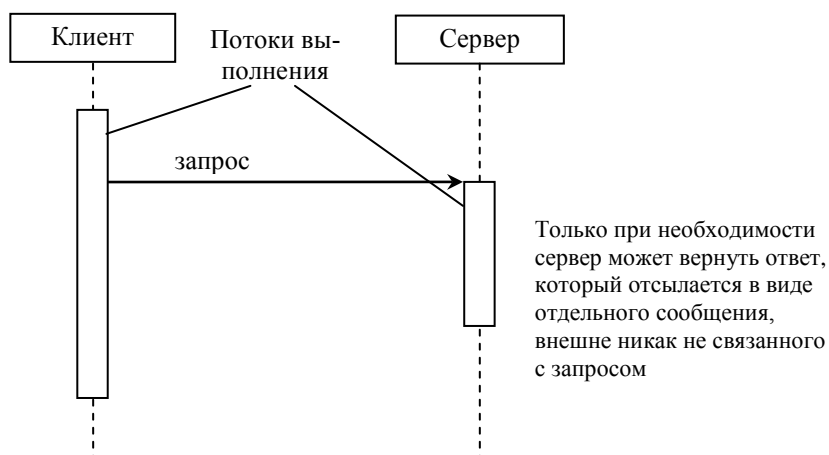 Клиент
Потоки вы-
полнения
Сервер
запрос
Только при необходимости
сервер может вернуть ответ,
который отсылается в виде
отдельного сообщения,
внешне никак не связанного
с запросом